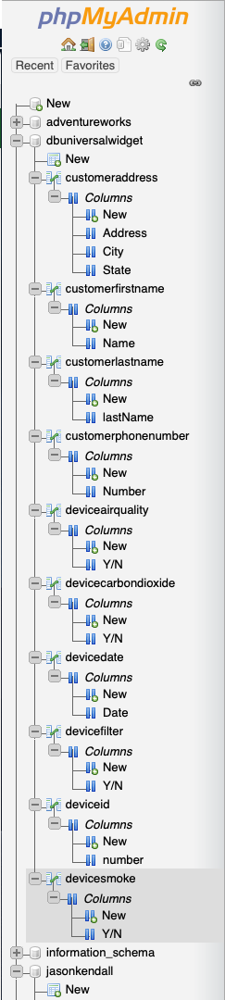 phpMyAdmin
Recent Favorites
New
adventureworks
dbuniversalwidget
New
customeraddress
Columns
New
Address
City
State
customerfirstname
Columns
New
Name
customerlastname
Columns
New
lastName
customerphonenumber
Columns
New
Number
deviceairquality
Columns
New
Y/N
devicecarbondioxide
Columns
New
Y/N
devicedate
Columns
New
Date
devicefilter
Columns
New
Y/N
deviceid
Columns
New
number
devicesmoke
Columns
New
Y/N
information_schema
jasonkendall
New